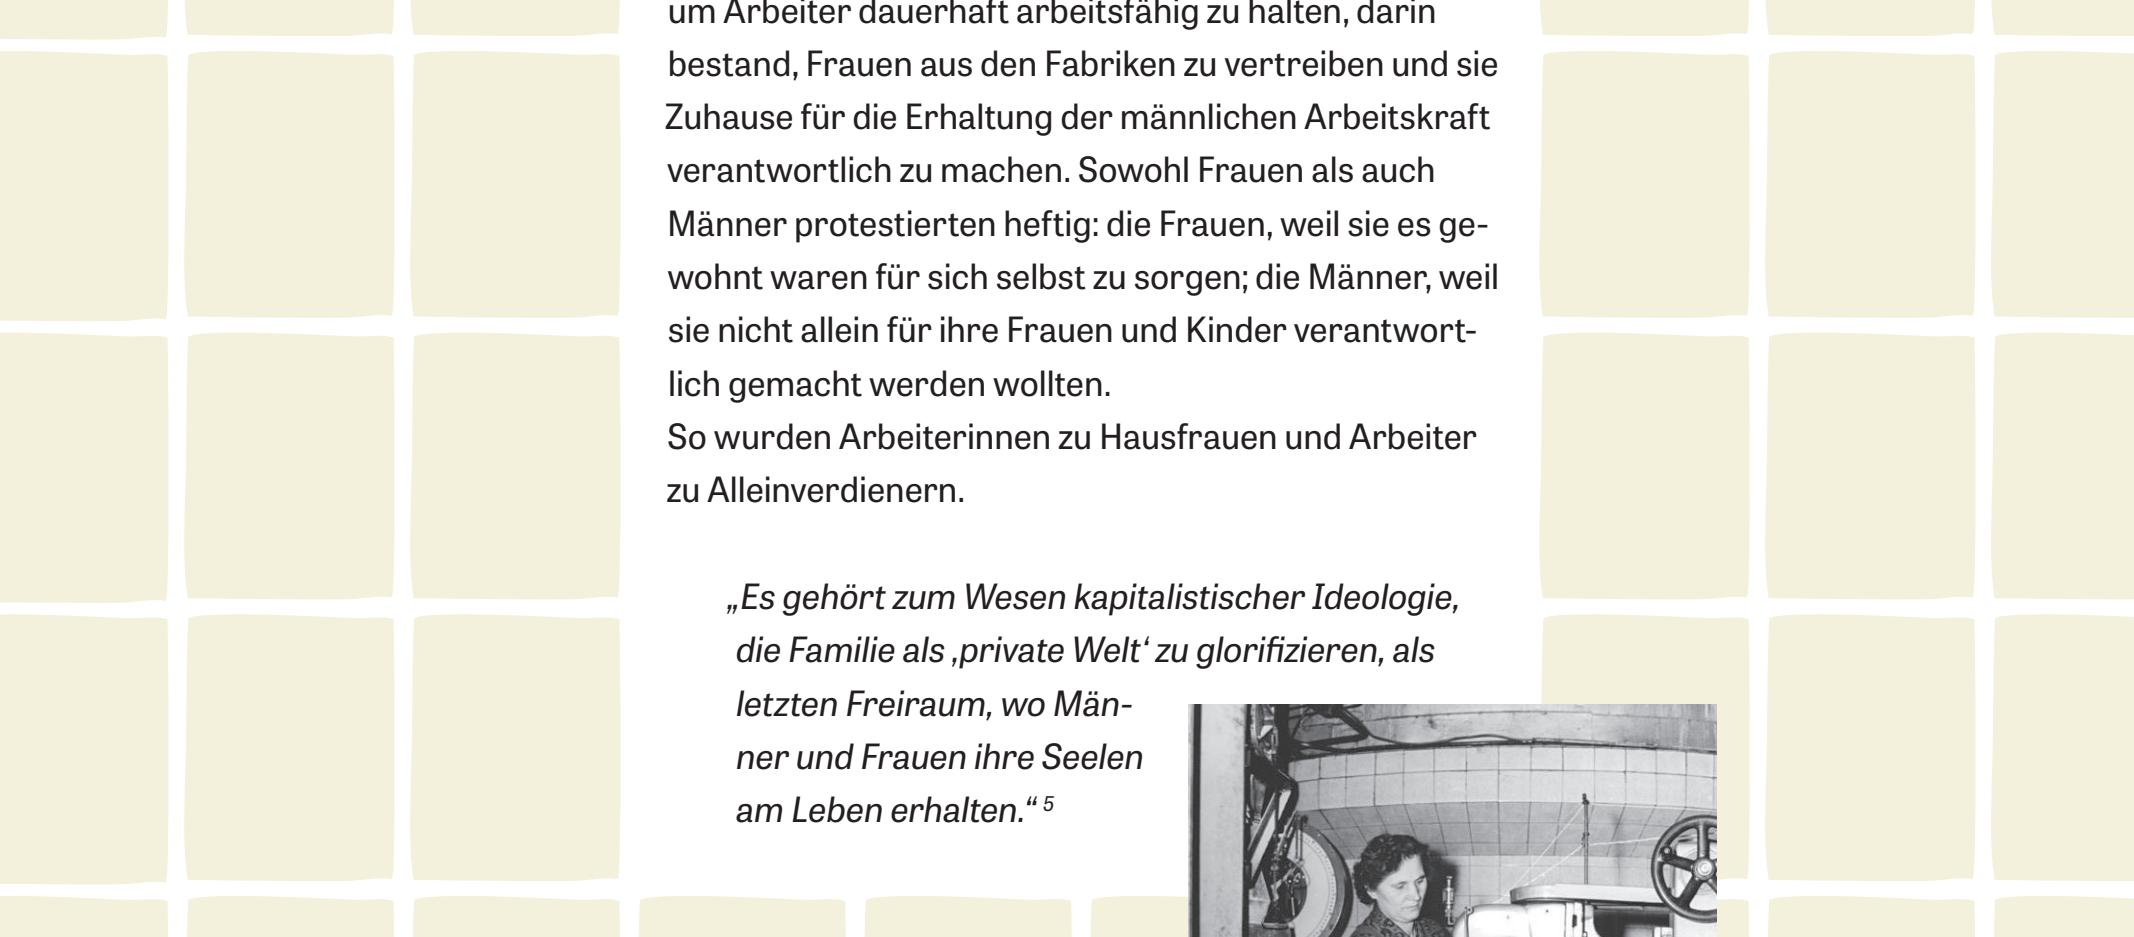 um Arbeiter dauerhaft arbeitsfähig zu halten, darin
bestand, Frauen aus den Fabriken zu vertreiben und sie
Zuhause für die Erhaltung der männlichen Arbeitskraft
verantwortlich zu machen. Sowohl Frauen als auch
Männer protestierten heftig: die Frauen, weil sie es ge-
wohnt waren für sich selbst zu sorgen; die Männer, weil
sie nicht allein für ihre Frauen und Kinder verantwort-
lich gemacht werden wollten.
So wurden Arbeiterinnen zu Hausfrauen und Arbeiter
zu Alleinverdienern.
„Es gehört zum Wesen kapitalistischer Ideologie,
die Familie als ‚private Welt‘ zu glorifizieren, als
letzten Freiraum, wo Män-
ner und Frauen ihre Seelen
am Leben erhalten.“ 5